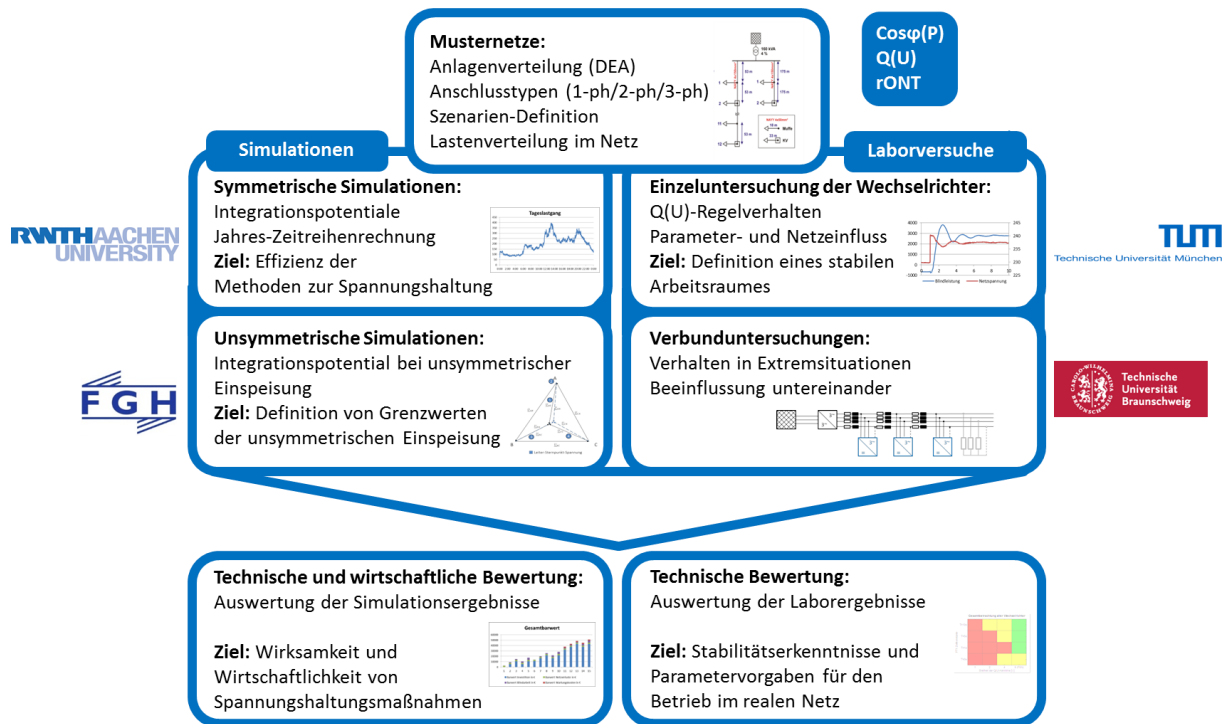 Musternetze:
Anlagenverteilung (DEA)
Anschlusstypen (1-ph/2-ph/3-ph)
Szenarien-Definition
Lastenverteilung im Netz
Cosφ(P)
Q(U)
rONT
Simulationen
Laborversuche
Symmetrische Simulationen:
Integrationspotentiale
Jahres-Zeitreihenrechnung
Ziel: Effizienz der
Methoden zur Spannungshaltung
Tageslastgang
Einzeluntersuchung der Wechselrichter:
Q(U)-Regelverhalten
Parameter- und Netzeinfluss
Ziel: Definition eines stabilen
Arbeitsraumes
Blindleistung
Netzspannung
RWTH AACHEN
UNIVERSITY
TUM
Technische Universität München
Unsymmetrische Simulationen:
Integrationspotential bei unsymmetrischer
Einspeisung
Ziel: Definition von Grenzwerten
der unsymmetrischen Einspeisung
Verbunduntersuchungen:
Verhalten in Extremsituationen
Beeinflussung untereinander
FGH
Technische
Universität
Braunschweig
Technische und wirtschaftliche Bewertung:
Auswertung der Simulationsergebnisse
Ziel: Wirksamkeit und
Wirtschaftlichkeit von
Spannungshaltungsmaßnahmen
Gesamtbarwert
Technische Bewertung:
Auswertung der Laborergebnisse
Ziel: Stabilitätserkenntnisse und
Parametervorgaben für den
Betrieb im realen Netz